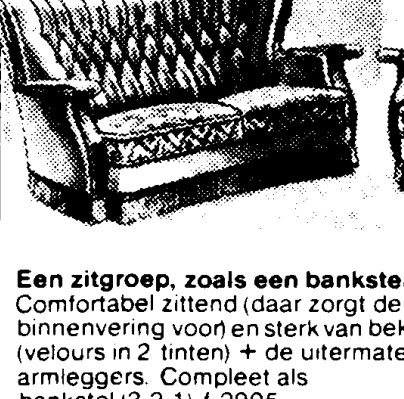 Een zitgroep, zoals een bankste
Comfortabel zittend (daar zorgt de
binnenvering voor) en sterk van bek
(velours in 2 tinten) + de uitermate
armleggers. Compleet als
bankstel (3-2-1) f 2995